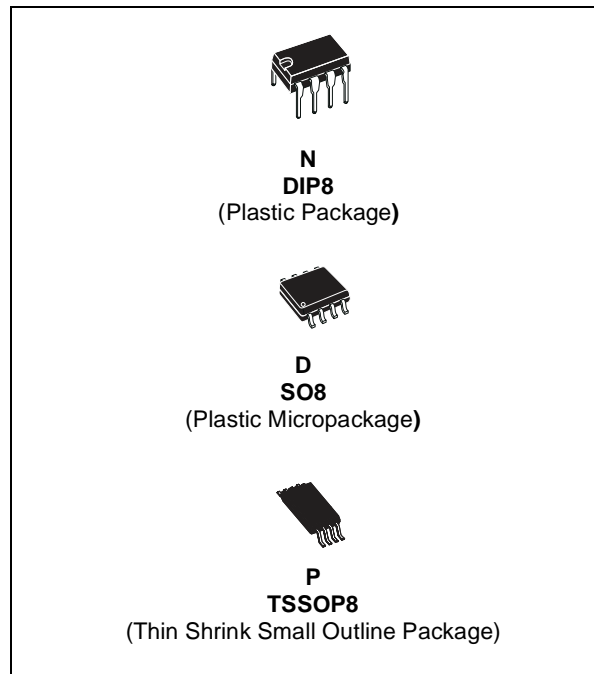 N
DIP8
(Plastic Package)
D
SO8
(Plastic Micropackage)
P
TSSOP8
(Thin Shrink Small Outline Package)